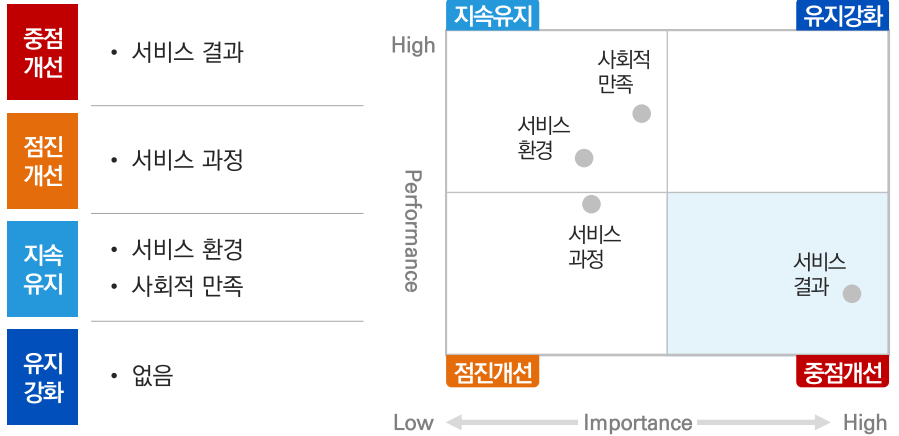 중점
개선
• 서비스 결과
점진
개선
• 서비스 과정
지속
유지
• 서비스 환경
• 사회적 만족
유지
강화
• 없음
지속유지
유지강화
High
사회적
만족
서비스
환경
Performance
서비스
과정
서비스
결과
점진개선
중점개선
Low
Importance
High